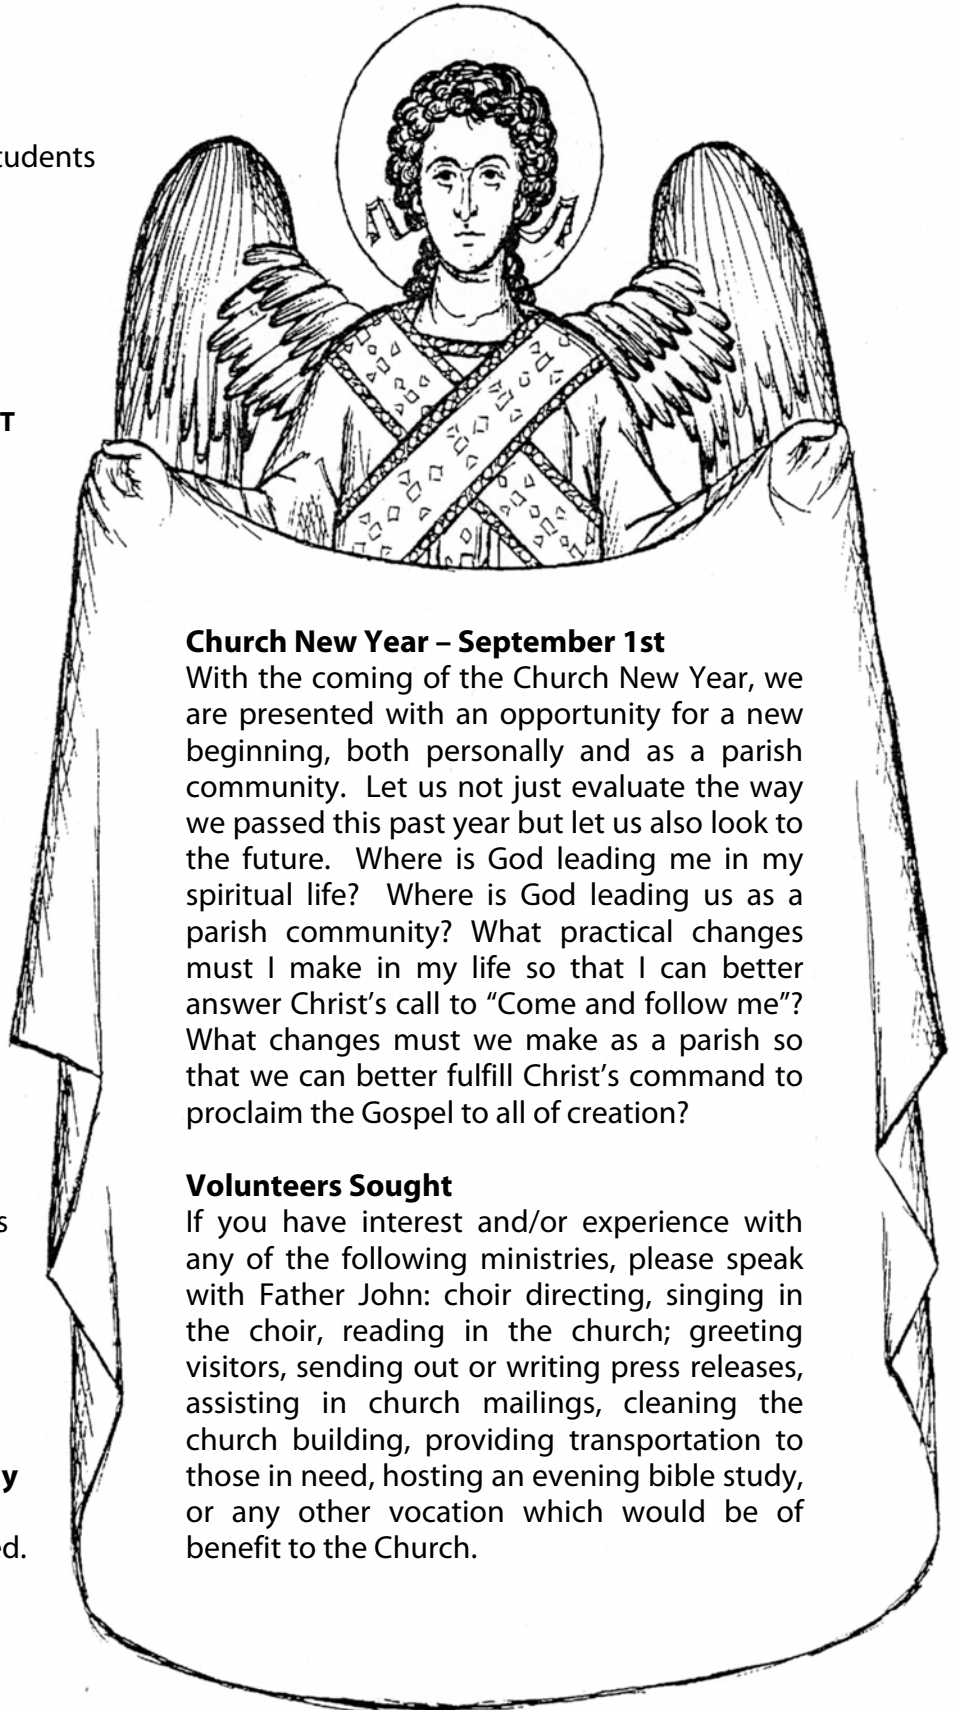 tudents
T
Church New Year – September 1st
With the coming of the Church New Year, we
are presented with an opportunity for a new
beginning, both personally and as a parish
community.  Let us not just evaluate the way
we passed this past year but let us also look to
the future.  Where is God leading me in my
spiritual life?  Where is God leading us as a
parish community? What practical changes
must I make in my life so that I can better
answer Christ’s call to “Come and follow me”?
What changes must we make as a parish so
that we can better fulfill Christ’s command to
proclaim the Gospel to all of creation?
Volunteers Sought
If you have interest and/or experience with
any of the following ministries, please speak
with Father John: choir directing, singing in
the choir, reading in the church; greeting
visitors, sending out or writing press releases,
assisting in church mailings, cleaning the
church building, providing transportation to
those in need, hosting an evening bible study,
or any other vocation which would be of
benefit to the Church.
s
y
ed.